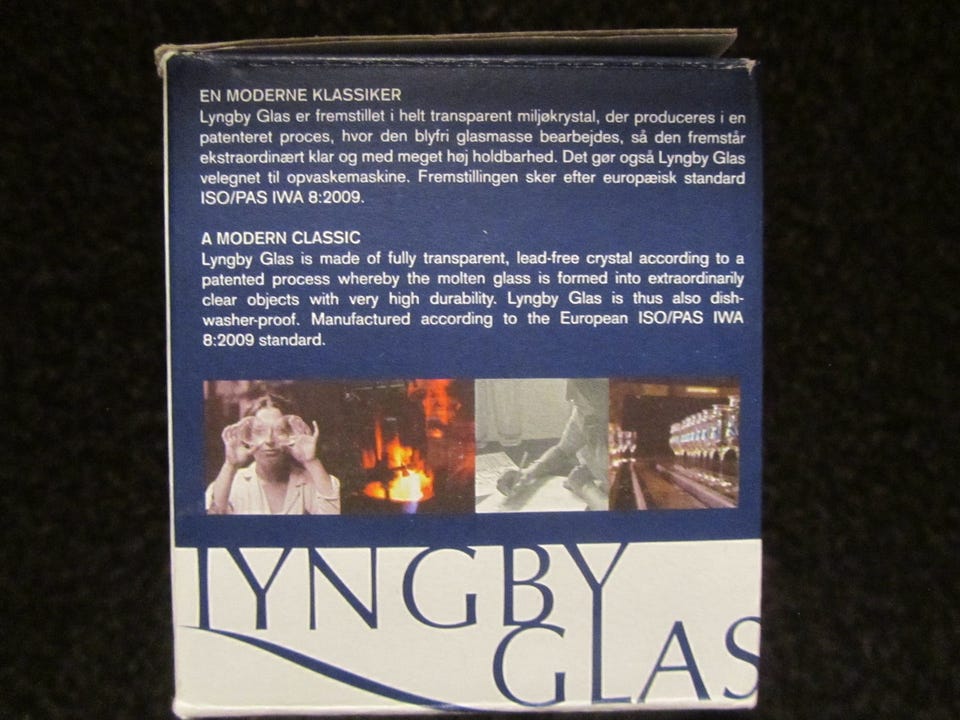 EN MODERNE KLASSIKER
Lyngby Glas er fremstillet i helt transparent miljøkrystal, der produceres i en
patenteret proces, hvor den blyfri glasmasse bearbejdes, så den fremstår
ekstraordinært klar og med meget høj holdbarhed. Det gør også Lyngby Glas
velegnet til opvaskemaskine. Fremstillingen sker efter europæisk standard
ISO/PAS IWA 8:2009.
A MODERN CLASSIC
Lyngby Glas is made of fully transparent, lead-free crystal according to a
patented process whereby the molten glass is formed into extraordinarily
clear objects with very high durability. Lyngby Glas is thus also dish-
washer-proof. Manufactured according to the European ISO/PAS IWA
8:2009 standard.
LYNGBY
GLAS